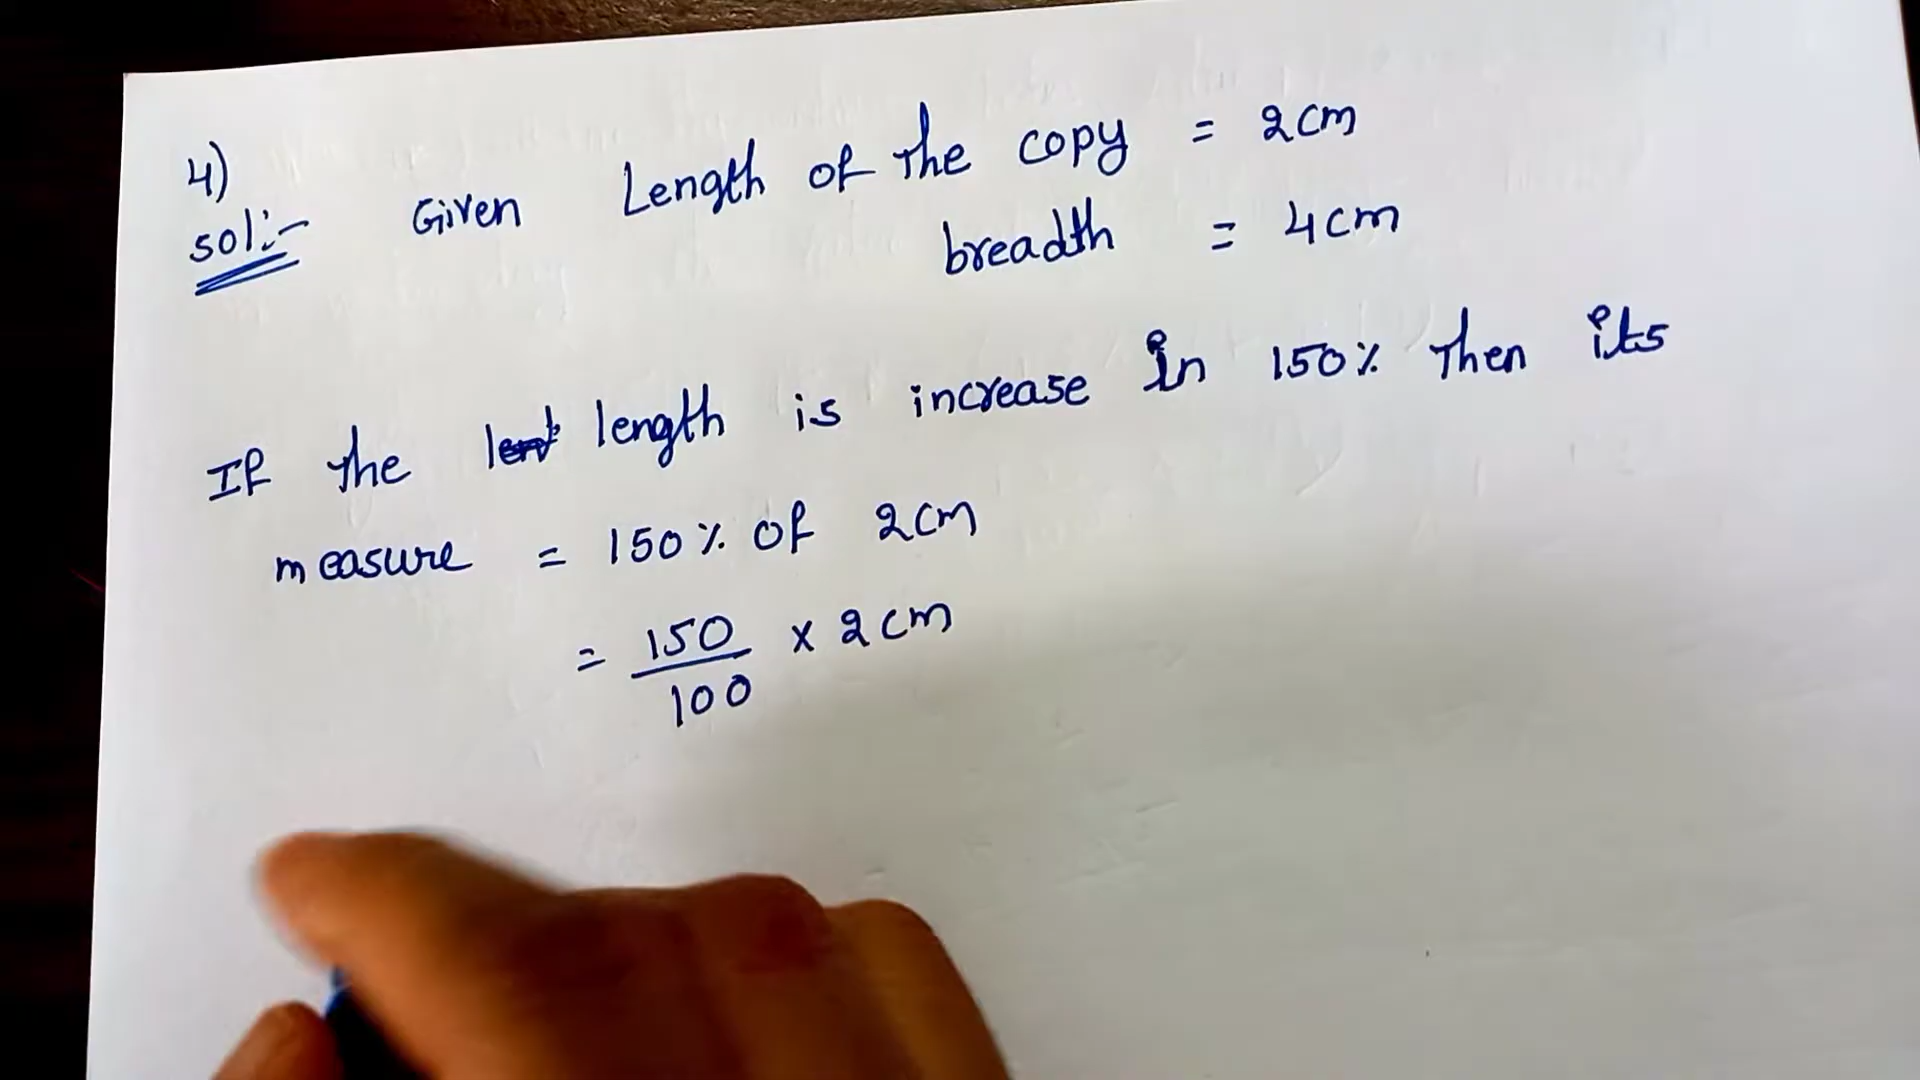 4)
sol:- Given Length of the copy = 2cm
breadth = 4cm
If the length is increase in 150% then its
measure = 150% of 2cm
= 150/100 x 2cm